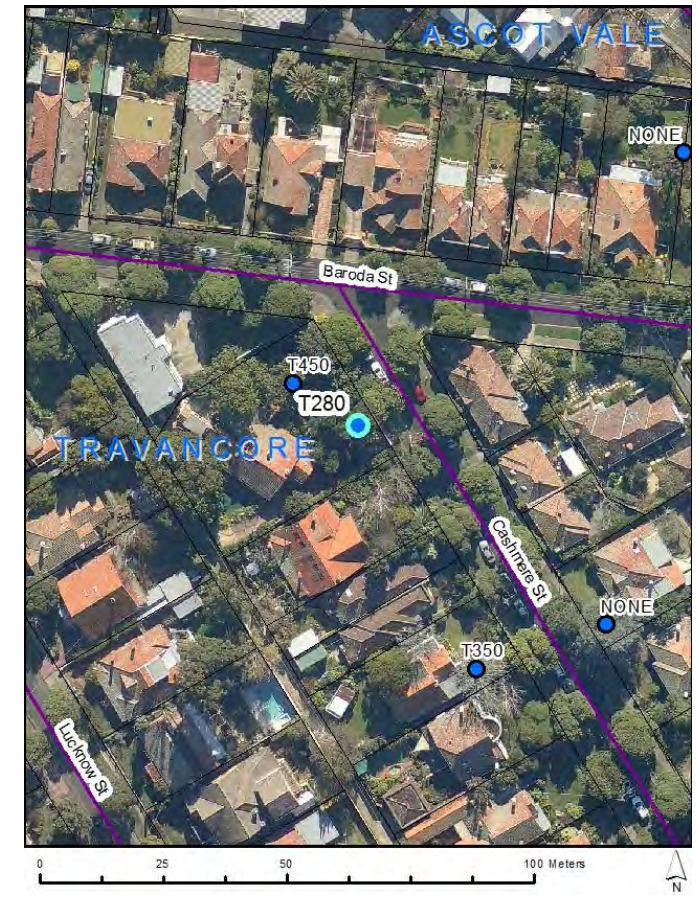 ASCOT VALE
NONE
Baroda St
T450
T280
TRAVANCORE
Cashmere St
NONE
T350
Lucknow St
0 25 50 100 Meters
N